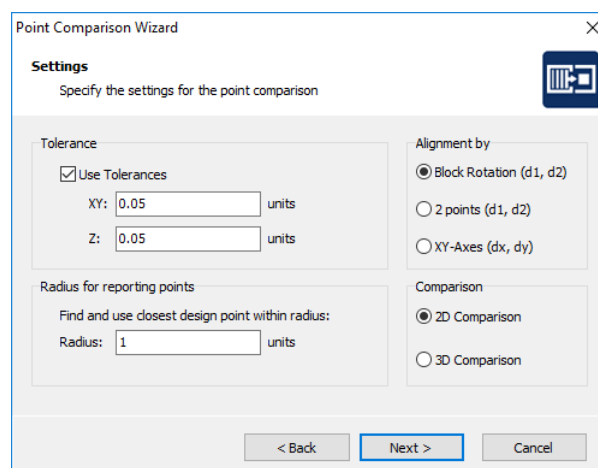 Point Comparison Wizard
Settings
Specify the settings for the point comparison
Tolerance
Use Tolerances
XY: 0.05 units
Z: 0.05 units
Alignment by
Block Rotation (d1, d2)
2 points (d1, d2)
XY-Axes (dx, dy)
Radius for reporting points
Find and use closest design point within radius:
Radius: 1 units
Comparison
2D Comparison
3D Comparison
< Back Next > Cancel